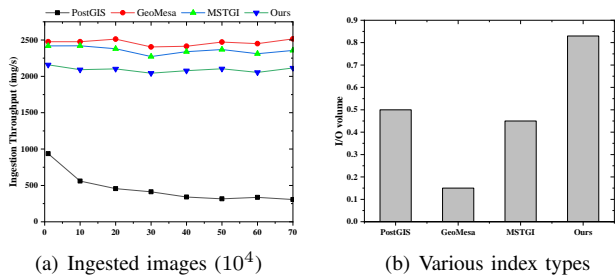 (a)
PostGIS GeoMesa MSTGI Ours
Ingestion Throughput (img/s)
2500
2000
1500
1000
500
0
0 10 20 30 40 50 60 70
(a) Ingested images (10⁴)
(b)
I/O volume
0.9
0.8
0.7
0.6
0.5
0.4
0.3
0.2
0.1
0.0
PostGIS GeoMesa MSTGI Ours
(b) Various index types